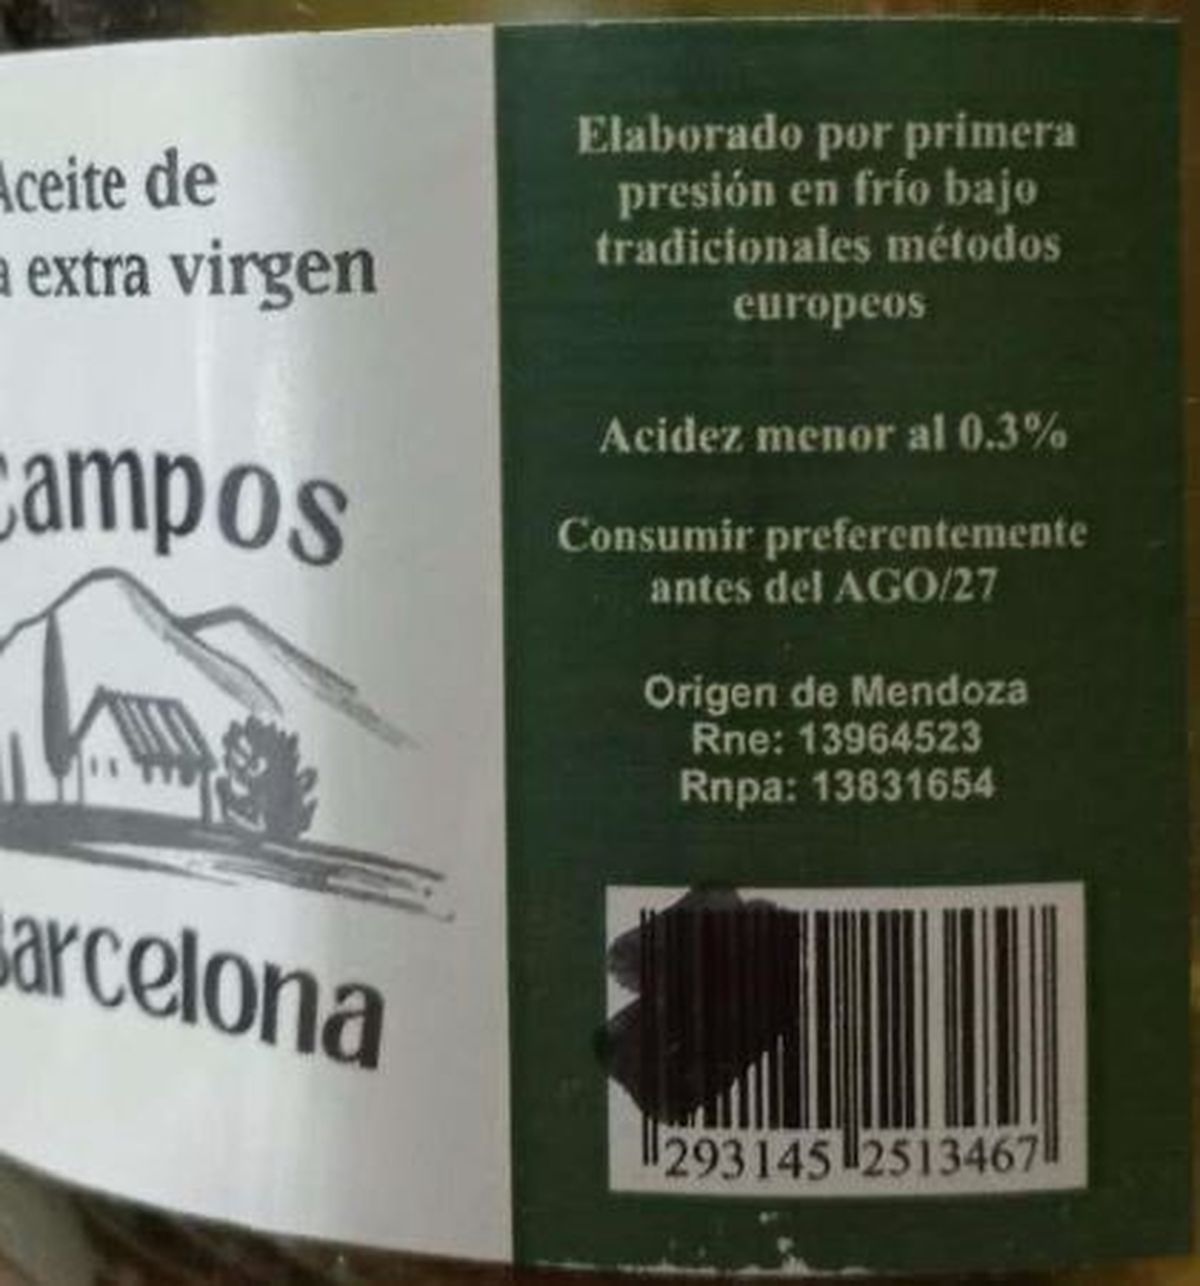 Aceite de
extra virgen
campos
Barcelona
Elaborado por primera
presión en frío bajo
tradicionales métodos
europeos
Acidez menor al 0.3%
Consumir preferentemente
antes del AGO/27
Origen de Mendoza
Rne: 13964523
Rnpa: 13831654
293145 2513467